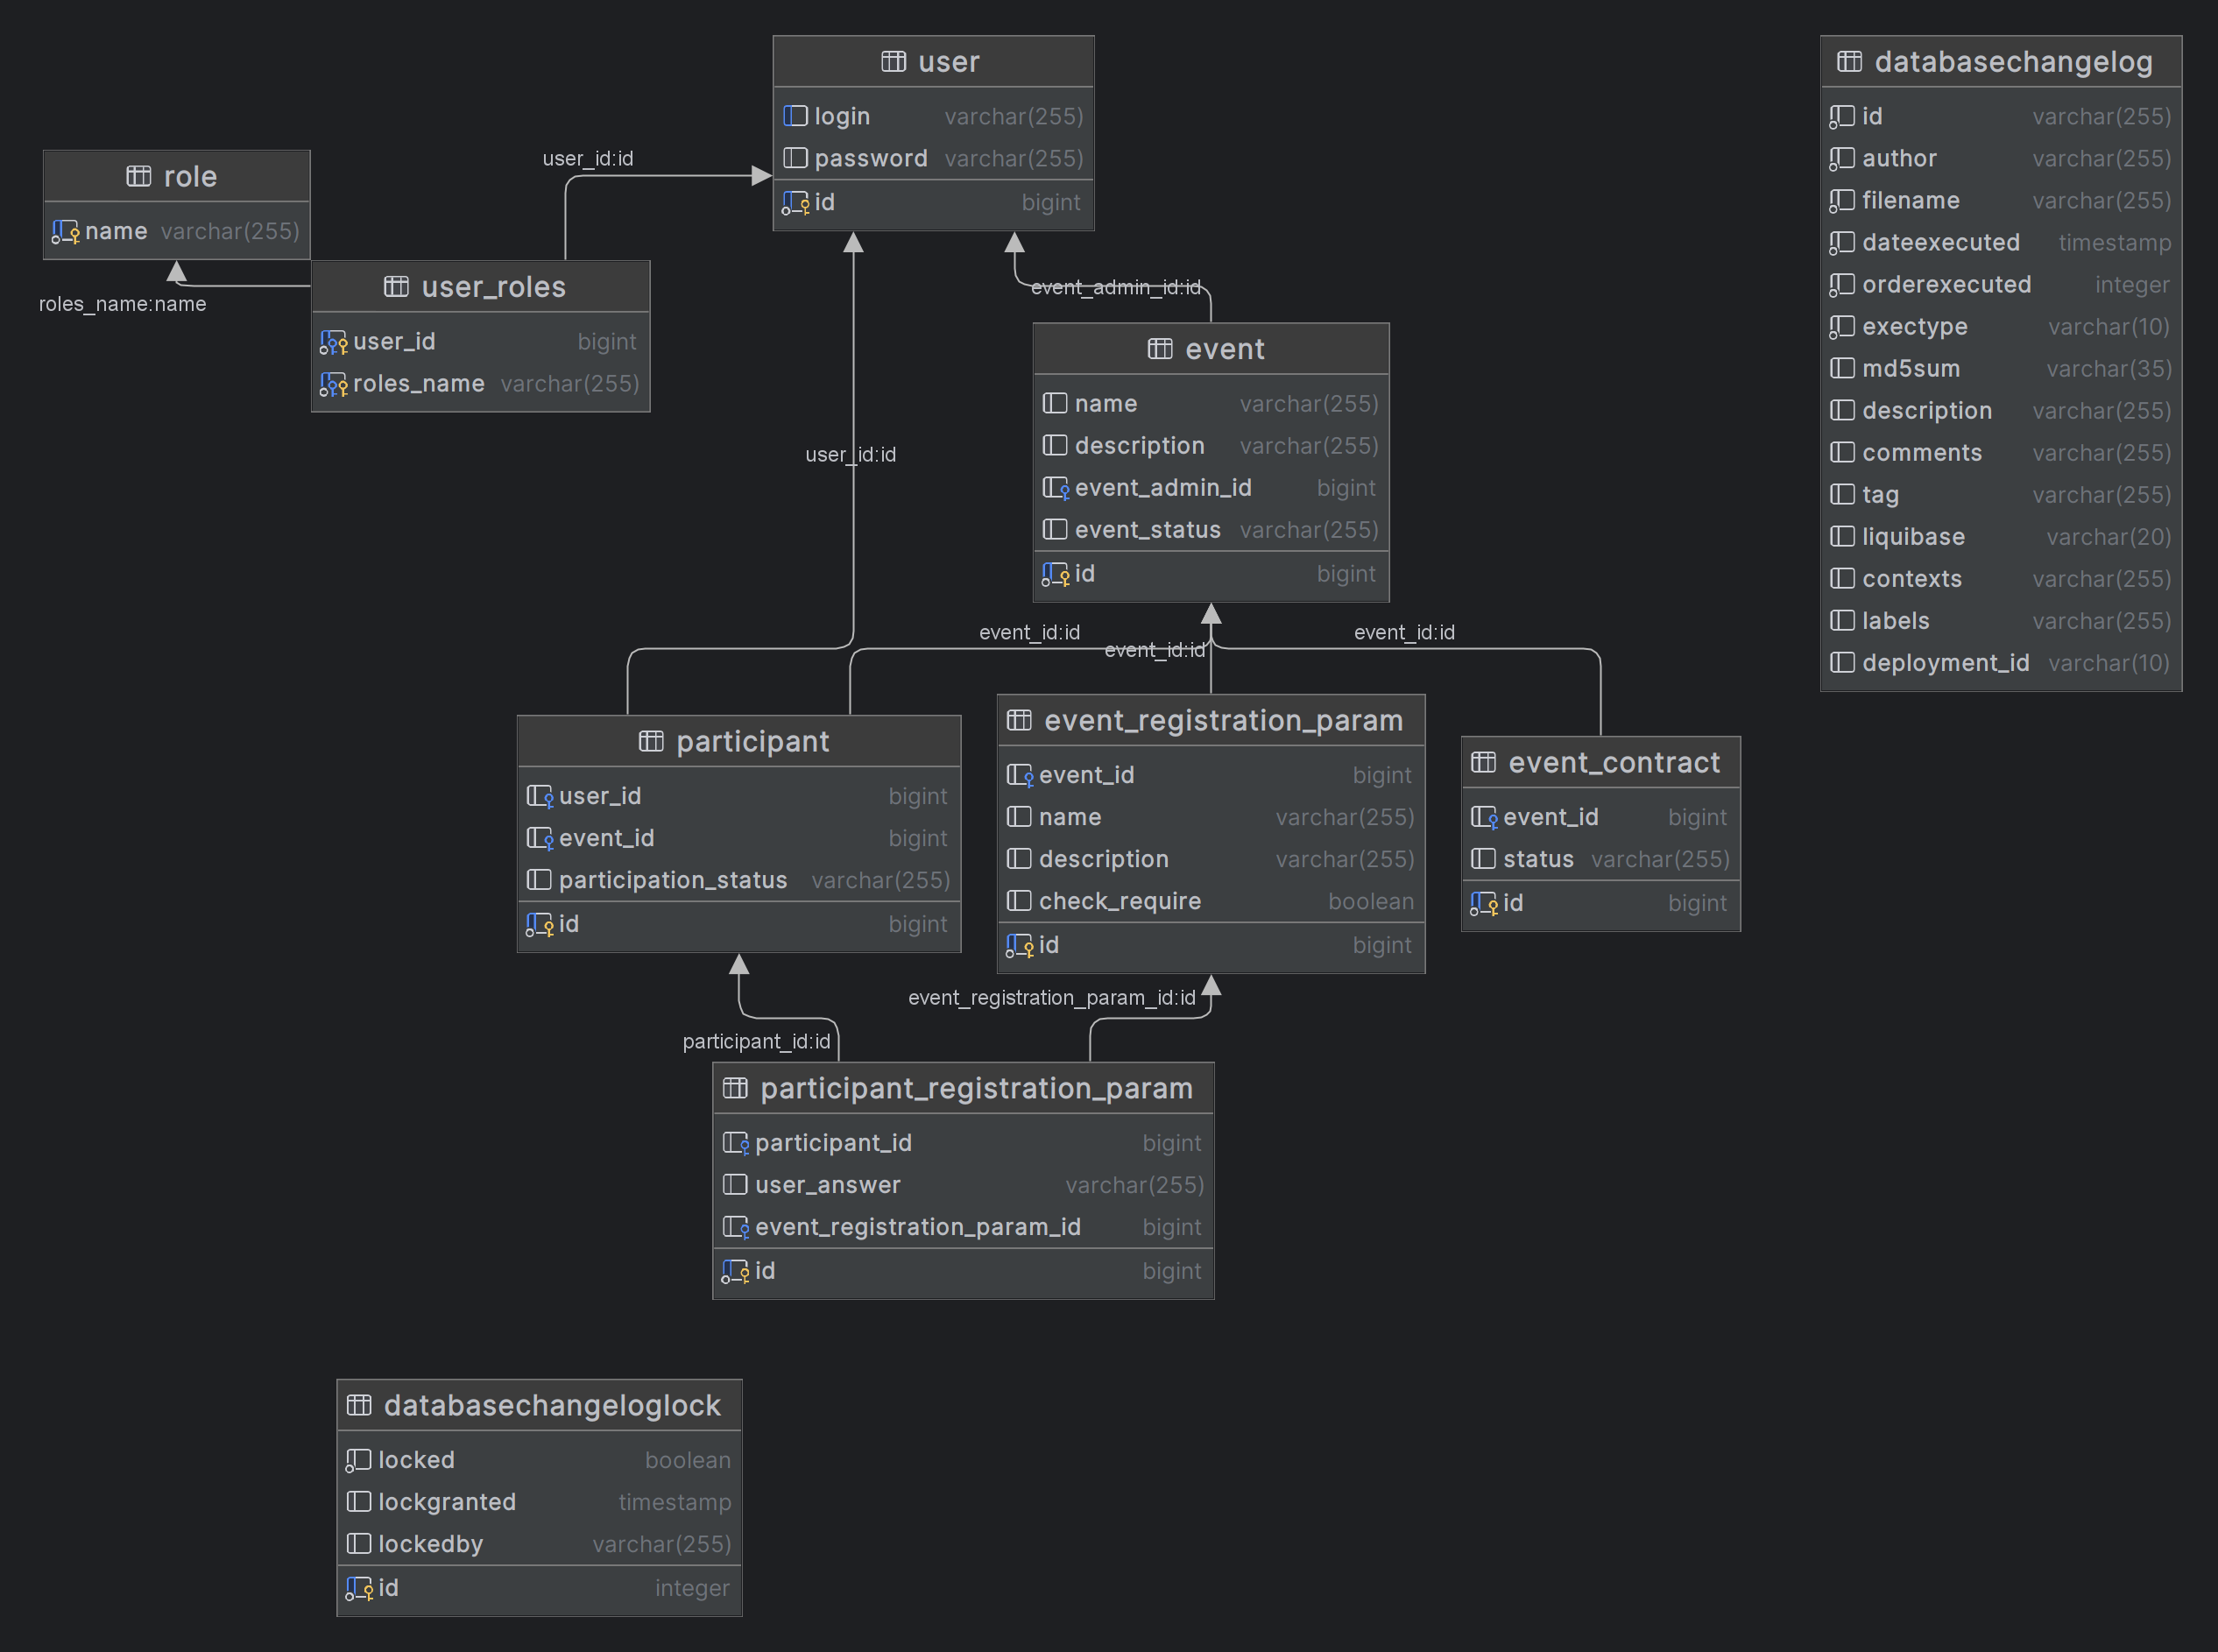 user
login varchar(255)
password varchar(255)
id bigint
databasechangelog
id varchar(255)
author varchar(255)
filename varchar(255)
dateexecuted timestamp
orderexecuted integer
exectype varchar(10)
md5sum varchar(35)
description varchar(255)
comments varchar(255)
tag varchar(255)
liquibase varchar(20)
contexts varchar(255)
labels varchar(255)
deployment_id varchar(10)
role
name varchar(255)
user_id:id
roles_name:name
user_roles
user_id bigint
roles_name varchar(255)
event_admin_id:id
event
name varchar(255)
description varchar(255)
event_admin_id bigint
event_status varchar(255)
id bigint
user_id:id
event_id:id
event_id:id
event_id:id
participant
user_id bigint
event_id bigint
participation_status varchar(255)
id bigint
event_registration_param
event_id bigint
name varchar(255)
description varchar(255)
check_require boolean
id bigint
event_contract
event_id bigint
status varchar(255)
id bigint
event_registration_param_id:id
participant_id:id
participant_registration_param
participant_id bigint
user_answer varchar(255)
event_registration_param_id bigint
id bigint
databasechangeloglock
locked boolean
lockgranted timestamp
lockedby varchar(255)
id integer